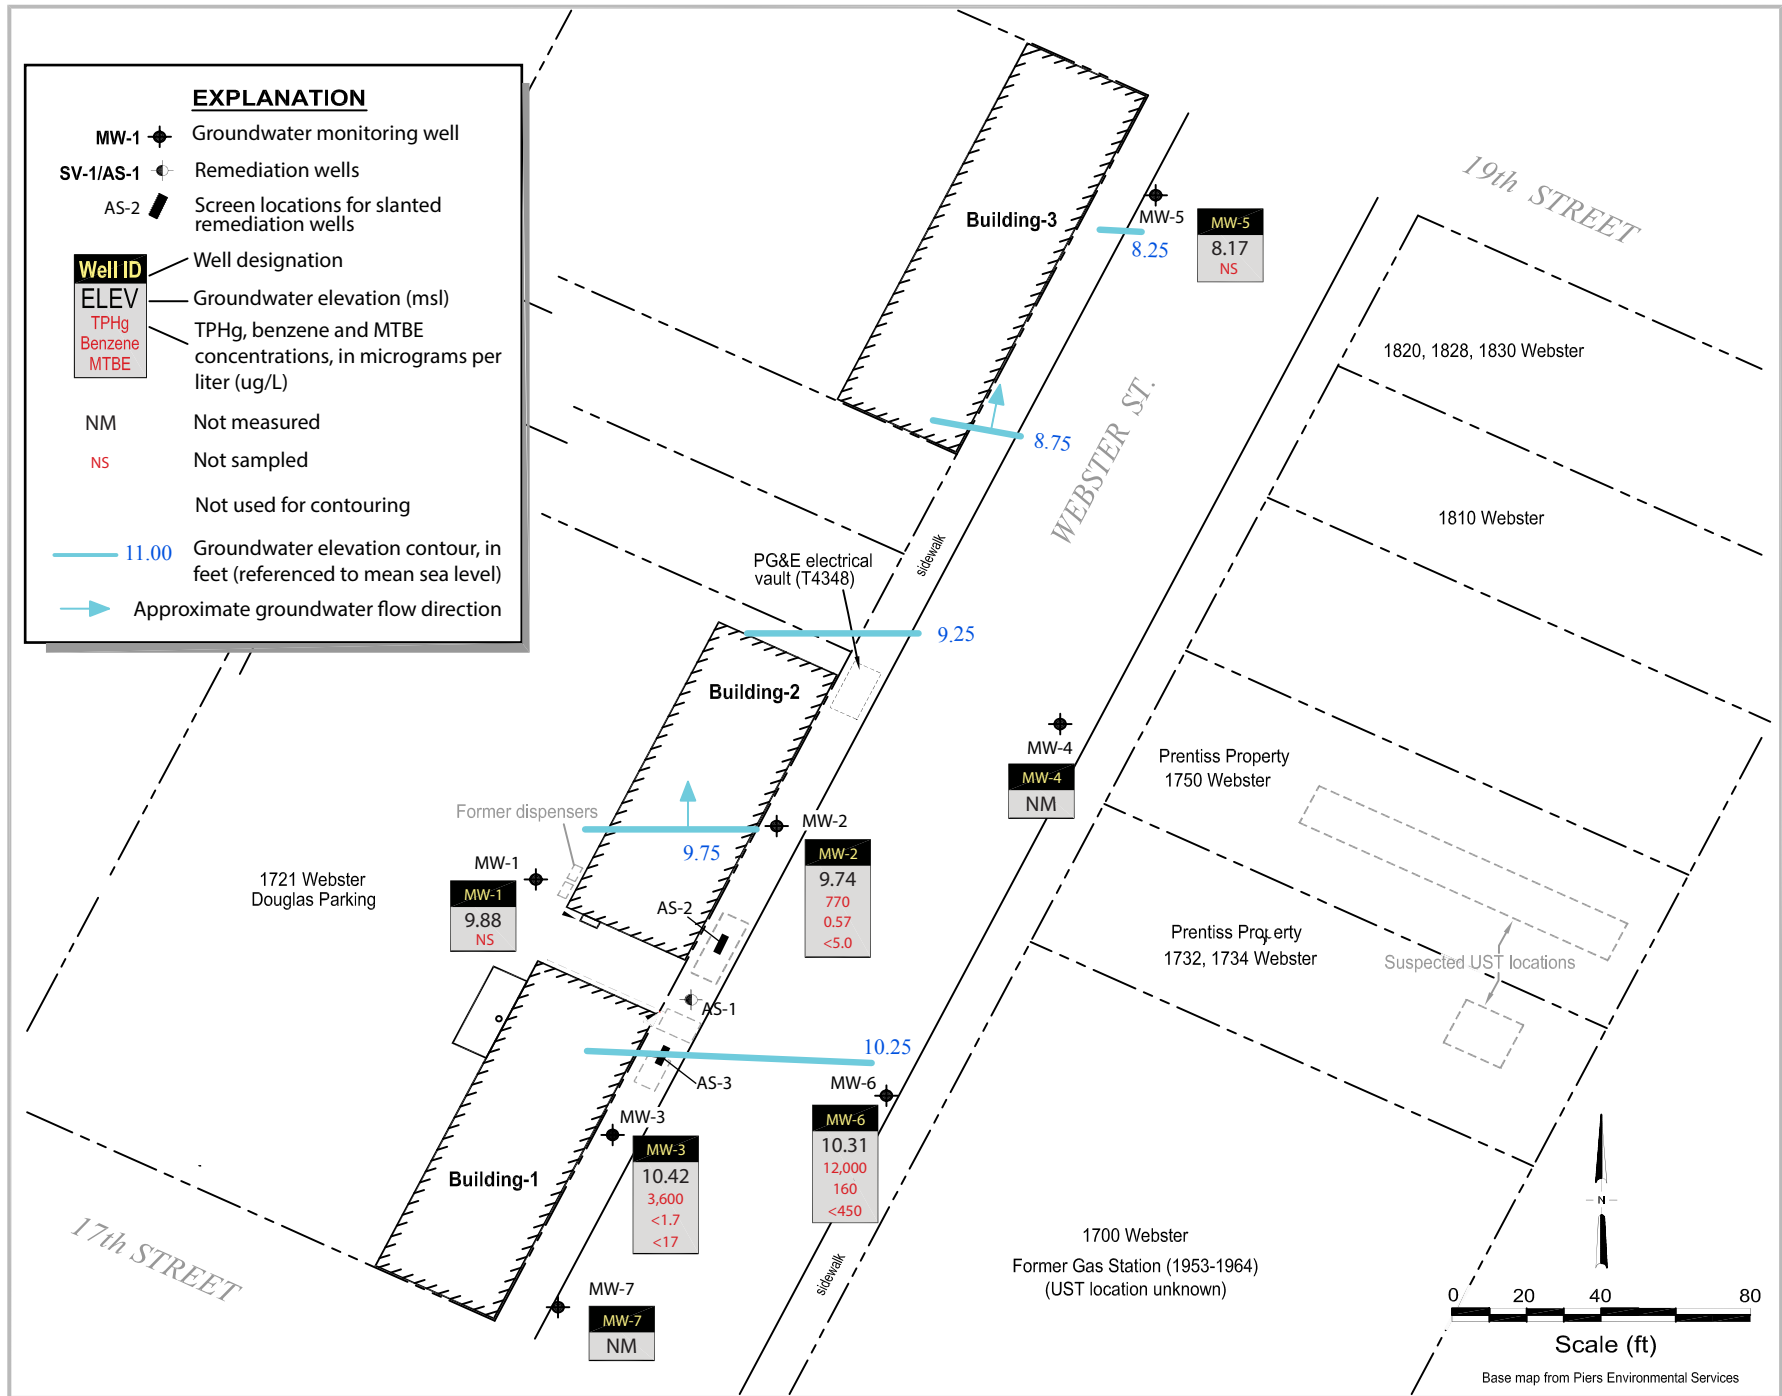 EXPLANATION
MW-1 Groundwater monitoring well
SV-1/AS-1 Remediation wells
AS-2 Screen locations for slanted
remediation wells
Well ID
ELEV
TPHg
Benzene
MTBE
Well designation
Groundwater elevation (msl)
TPHg, benzene and MTBE
concentrations, in micrograms per
liter (ug/L)
NM Not measured
NS Not sampled
Not used for contouring
11.00 Groundwater elevation contour, in
feet (referenced to mean sea level)
Approximate groundwater flow direction
19th STREET
Building-3
MW-5
MW-5
8.17
NS
8.25
1820, 1828, 1830 Webster
8.75
WEBSTER ST.
1810 Webster
sidewalk
PG&E electrical
vault (T4348)
9.25
Building-2
MW-4
MW-4
NM
Prentiss Property
1750 Webster
Former dispensers
9.75
MW-2
MW-2
9.74
770
0.57
<5.0
MW-1
MW-1
9.88
NS
1721 Webster
Douglas Parking
AS-2
Prentiss Property
1732, 1734 Webster
Suspected UST locations
AS-1
10.25
AS-3
MW-6
MW-6
10.31
12,000
160
<450
MW-3
MW-3
10.42
3,600
<1.7
<17
Building-1
17th STREET
MW-7
MW-7
NM
sidewalk
1700 Webster
Former Gas Station (1953-1964)
(UST location unknown)
N
0 20 40 80
Scale (ft)
Base map from Piers Environmental Services